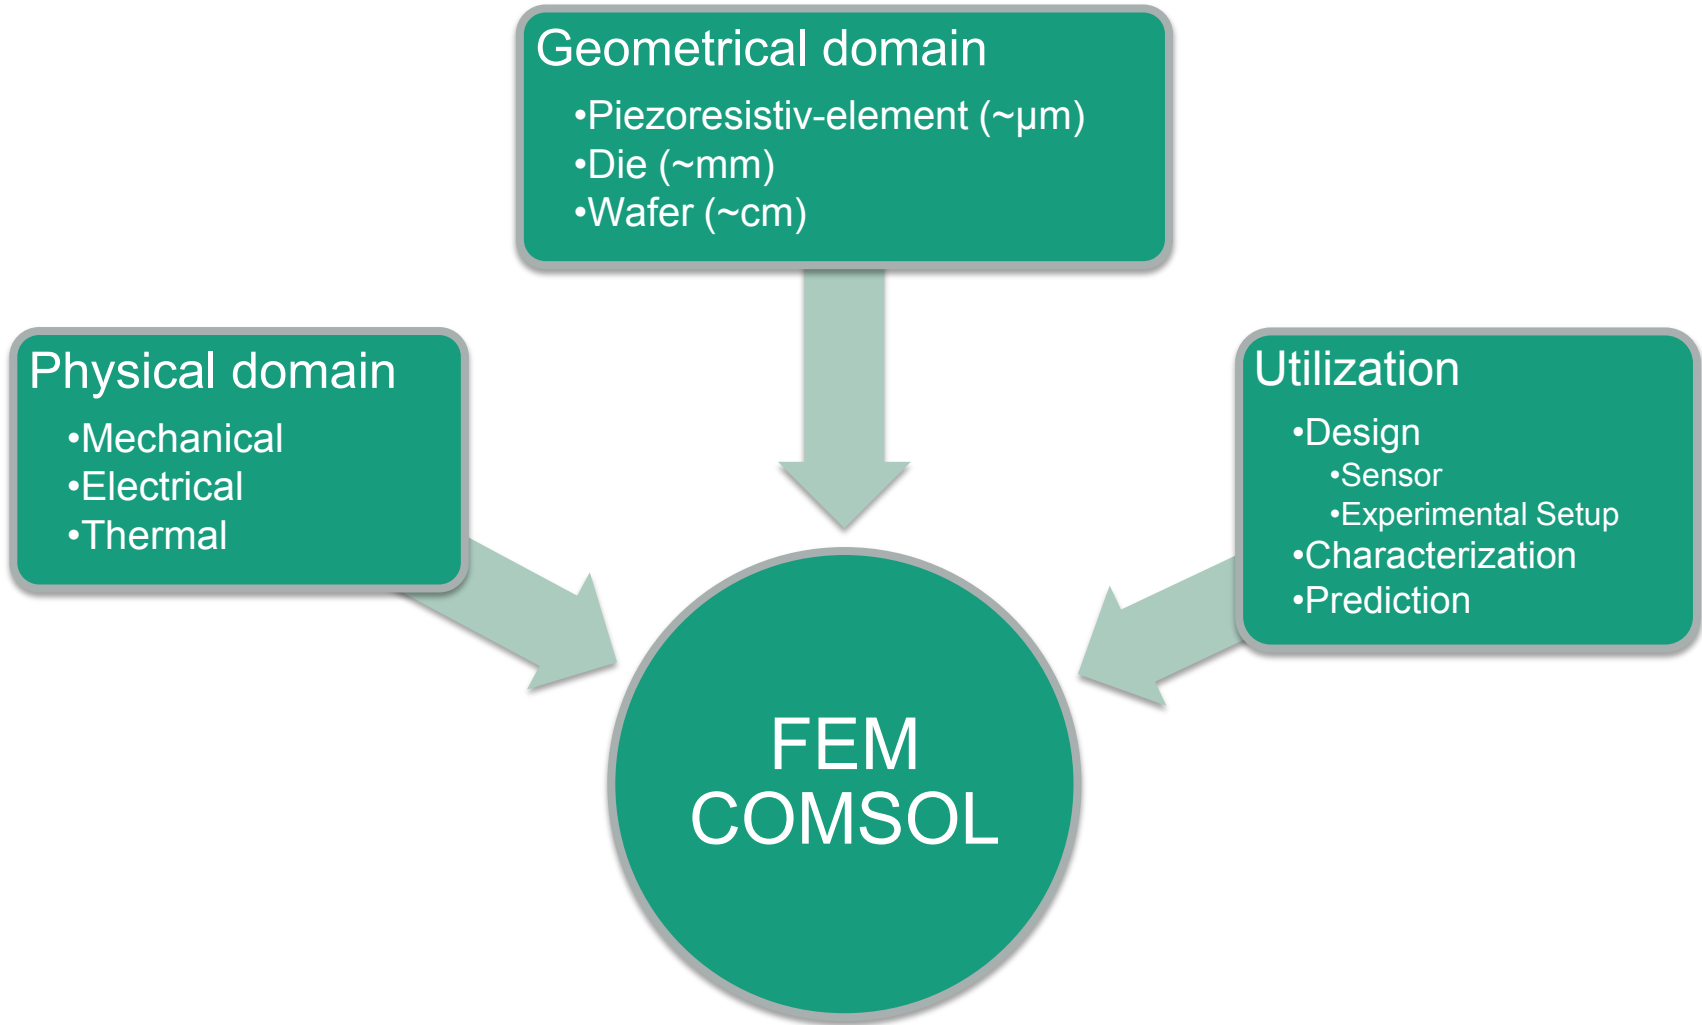 Geometrical domain
•Piezoresistiv-element (~µm)
•Die (~mm)
•Wafer (~cm)
Physical domain
•Mechanical
•Electrical
•Thermal
Utilization
•Design
•Sensor
•Experimental Setup
•Characterization
•Prediction
FEM
COMSOL